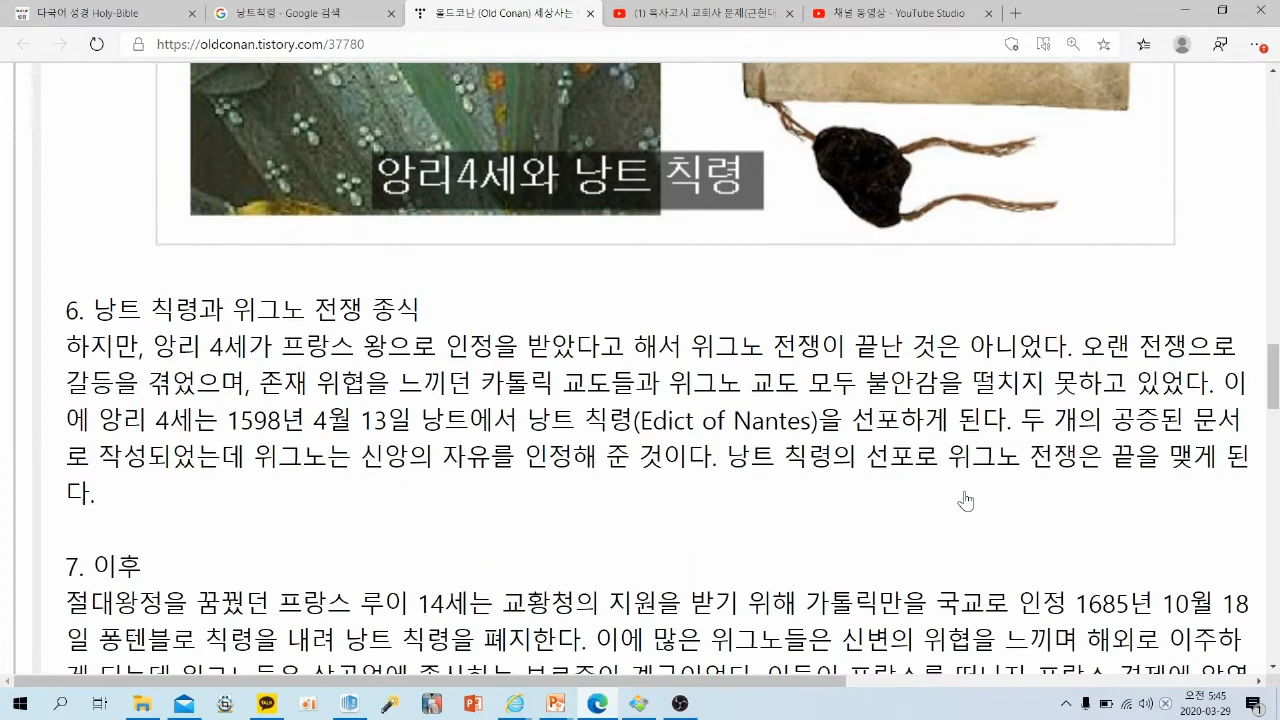 다국어 성경 Holy-Bible
낭트칙령 - Google 검색
올드코난 (Old Conan) 세상사는
(1) 목사고시 교회사 문제(근현대
채널 동영상 - YouTube Studio
https://oldconan.tistory.com/37780
앙리4세와 낭트 칙령
6. 낭트 칙령과 위그노 전쟁 종식
하지만, 앙리 4세가 프랑스 왕으로 인정을 받았다고 해서 위그노 전쟁이 끝난 것은 아니었다. 오랜 전쟁으로
갈등을 겪었으며, 존재 위협을 느끼던 카톨릭 교도들과 위그노 교도 모두 불안감을 떨치지 못하고 있었다. 이
에 앙리 4세는 1598년 4월 13일 낭트에서 낭트 칙령(Edict of Nantes)을 선포하게 된다. 두 개의 공증된 문서
로 작성되었는데 위그노는 신앙의 자유를 인정해 준 것이다. 낭트 칙령의 선포로 위그노 전쟁은 끝을 맺게 된
다.
7. 이후
절대왕정을 꿈꿨던 프랑스 루이 14세는 교황청의 지원을 받기 위해 가톨릭만을 국교로 인정 1685년 10월 18
일 퐁텐블로 칙령을 내려 낭트 칙령을 폐지한다. 이에 많은 위그노들은 신변의 위협을 느끼며 해외로 이주하
오전 5:45
2020-03-29